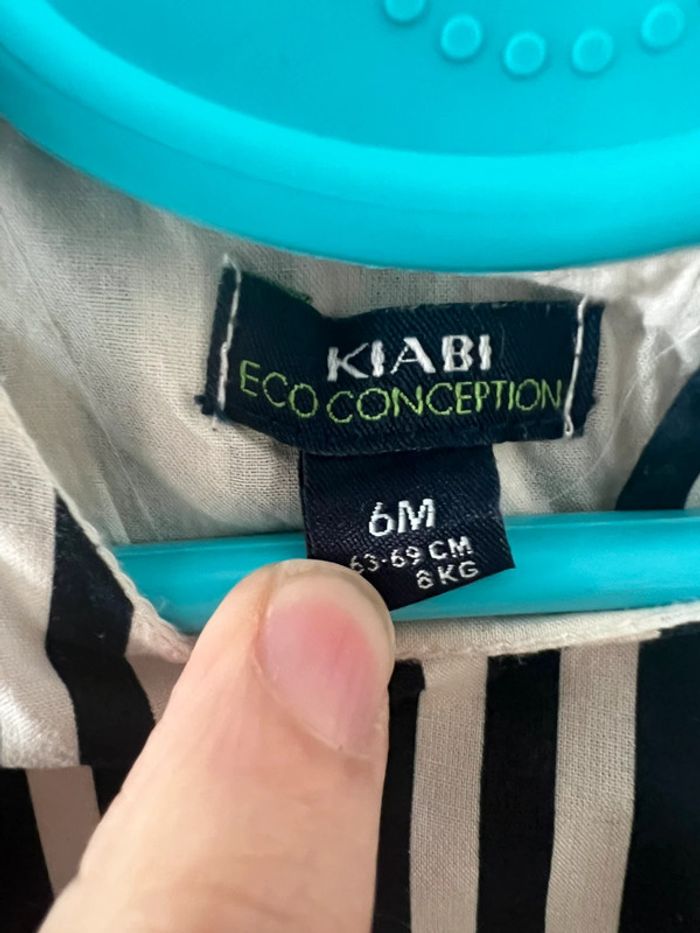 KIABI
ECO CONCEPTION
6M
63-69 CM
8 KG